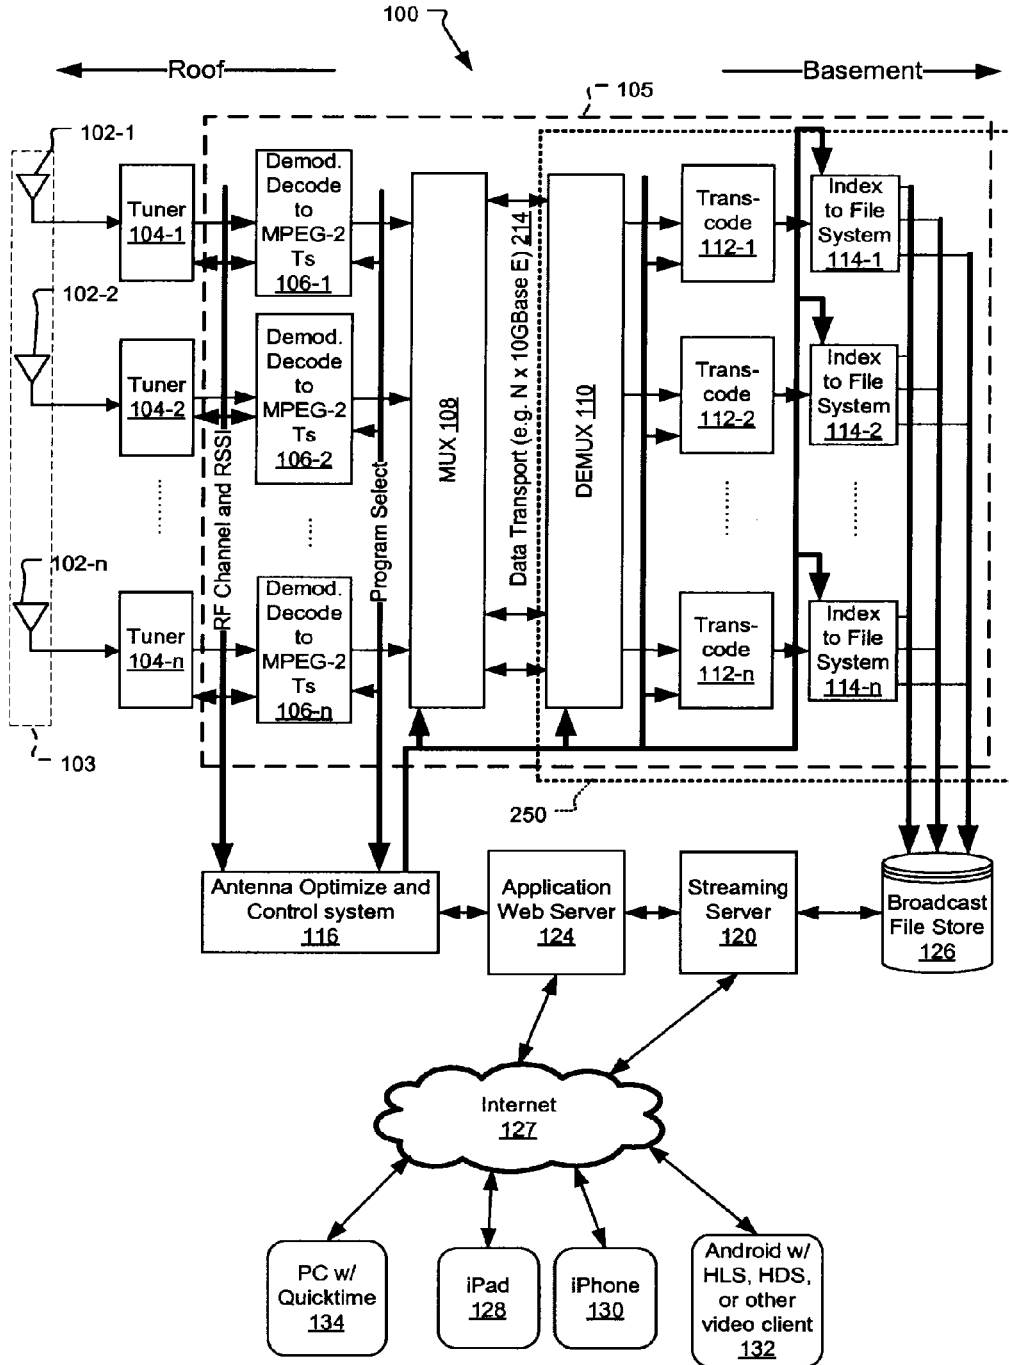 100
Roof
Basement
105
102-1
Tuner
104-1
Demod.
Decode
to
MPEG-2
Ts
106-1
Trans-
code
112-1
Index
to File
System
114-1
102-2
Tuner
104-2
Demod.
Decode
to
MPEG-2
Ts
106-2
Trans-
code
112-2
Index
to File
System
114-2
RF Channel and RSSI
Program Select
MUX 108
Data Transport (e.g. N x 10GBase E) 214
DEMUX 110
102-n
Tuner
104-n
Demod.
Decode
to
MPEG-2
Ts
106-n
Trans-
code
112-n
Index
to File
System
114-n
103
250
Antenna Optimize and
Control system
116
Application
Web Server
124
Streaming
Server
120
Broadcast
File Store
126
Internet
127
PC w/
Quicktime
134
iPad
128
iPhone
130
Android w/
HLS, HDS,
or other
video client
132